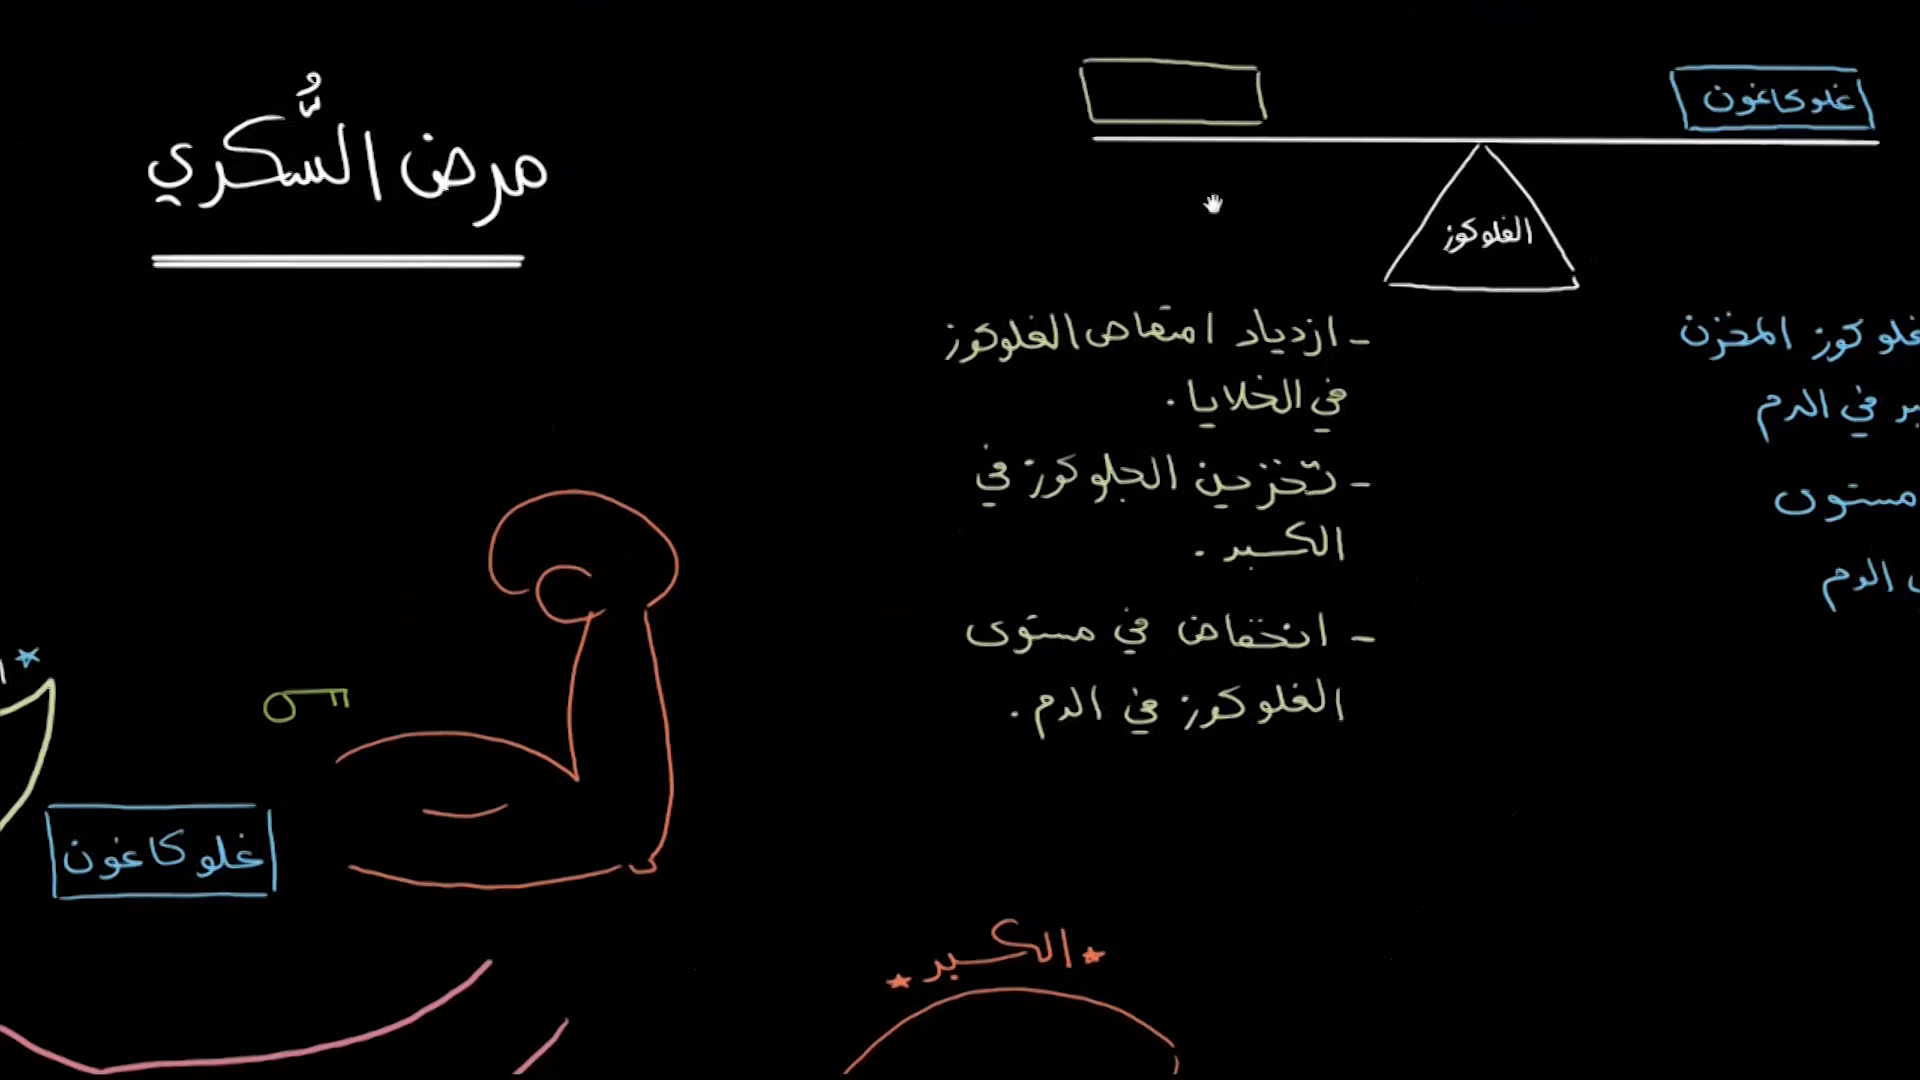 مرض السُّكري
غلوكاغون
الغلوكوز
- ازدياد امتصاص الغلوكوز
في الخلايا.
- تخزين الجلوكوز في
الكبد.
- انخفاض في مستوى
الغلوكوز في الدم.
غلوكوز المخزن
في الدم
مستوى
الدم
غلوكاغون
*الكبد*